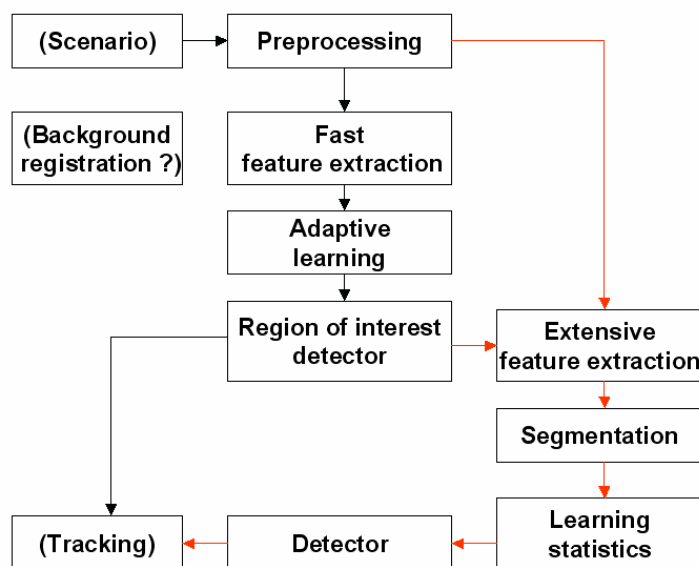 (Scenario)
Preprocessing
(Background
registration ?)
Fast
feature extraction
Adaptive
learning
Region of interest
detector
Extensive
feature extraction
Segmentation
Learning
statistics
Detector
(Tracking)